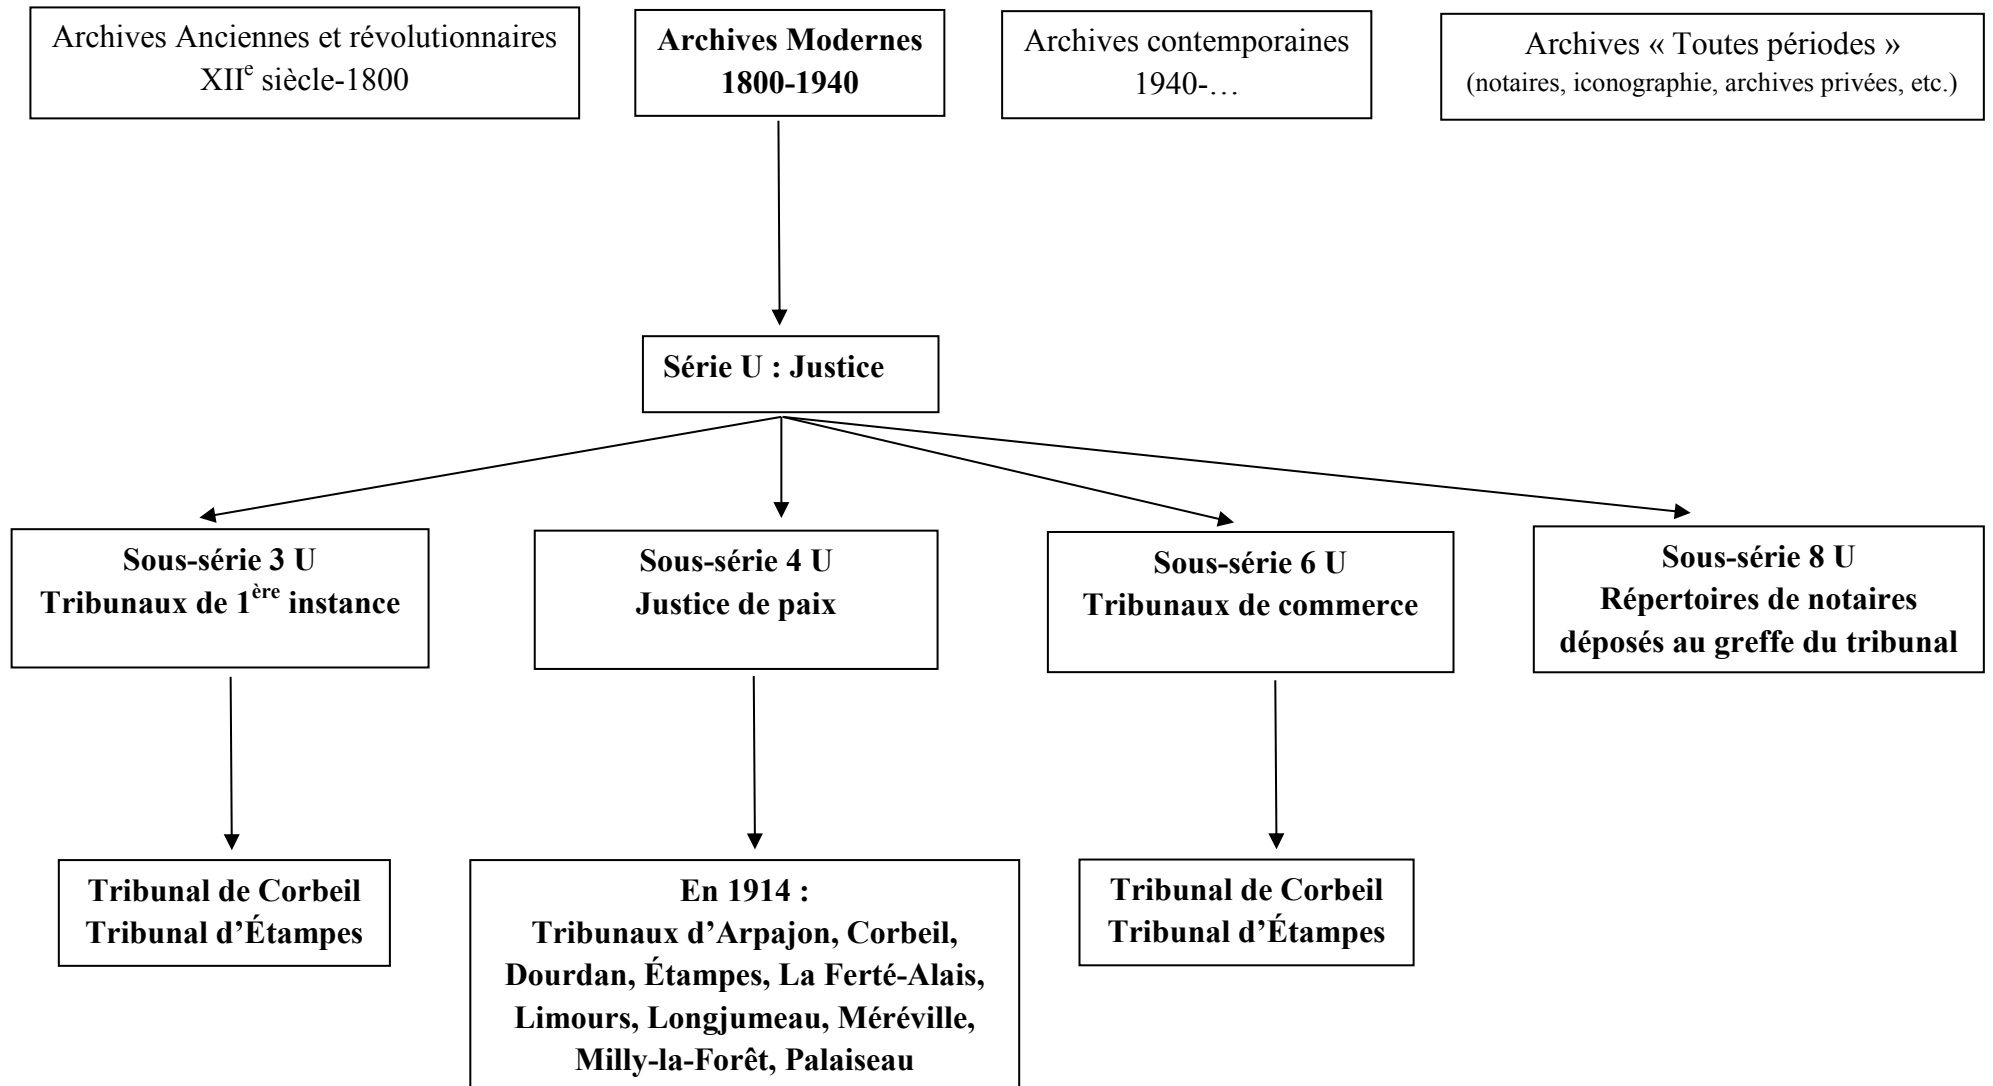 Archives Anciennes et révolutionnaires
XIIe siècle-1800
Archives Modernes
1800-1940
Archives contemporaines
1940-…
Archives « Toutes périodes »
(notaires, iconographie, archives privées, etc.)
Série U : Justice
Sous-série 3 U
Tribunaux de 1ère instance
Sous-série 4 U
Justice de paix
Sous-série 6 U
Tribunaux de commerce
Sous-série 8 U
Répertoires de notaires
déposés au greffe du tribunal
Tribunal de Corbeil
Tribunal d’Étampes
En 1914 :
Tribunaux d’Arpajon, Corbeil,
Dourdan, Étampes, La Ferté-Alais,
Limours, Longjumeau, Méréville,
Milly-la-Forêt, Palaiseau
Tribunal de Corbeil
Tribunal d’Étampes